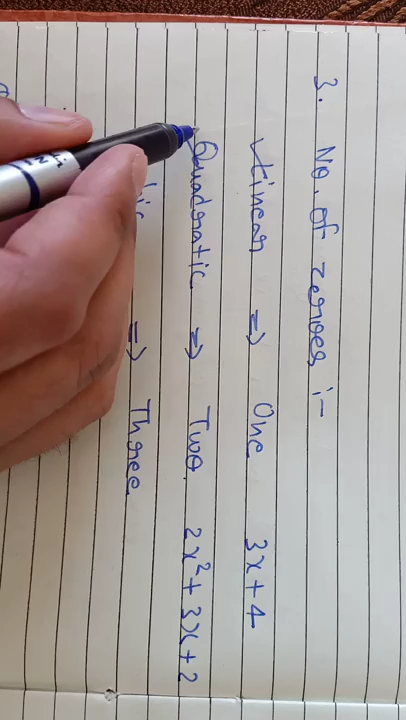 3. No. of zeroes :-
Linear ⇒ One 3x+4
Quadratic ⇒ Two 2x²+3x+2
⇒ Three